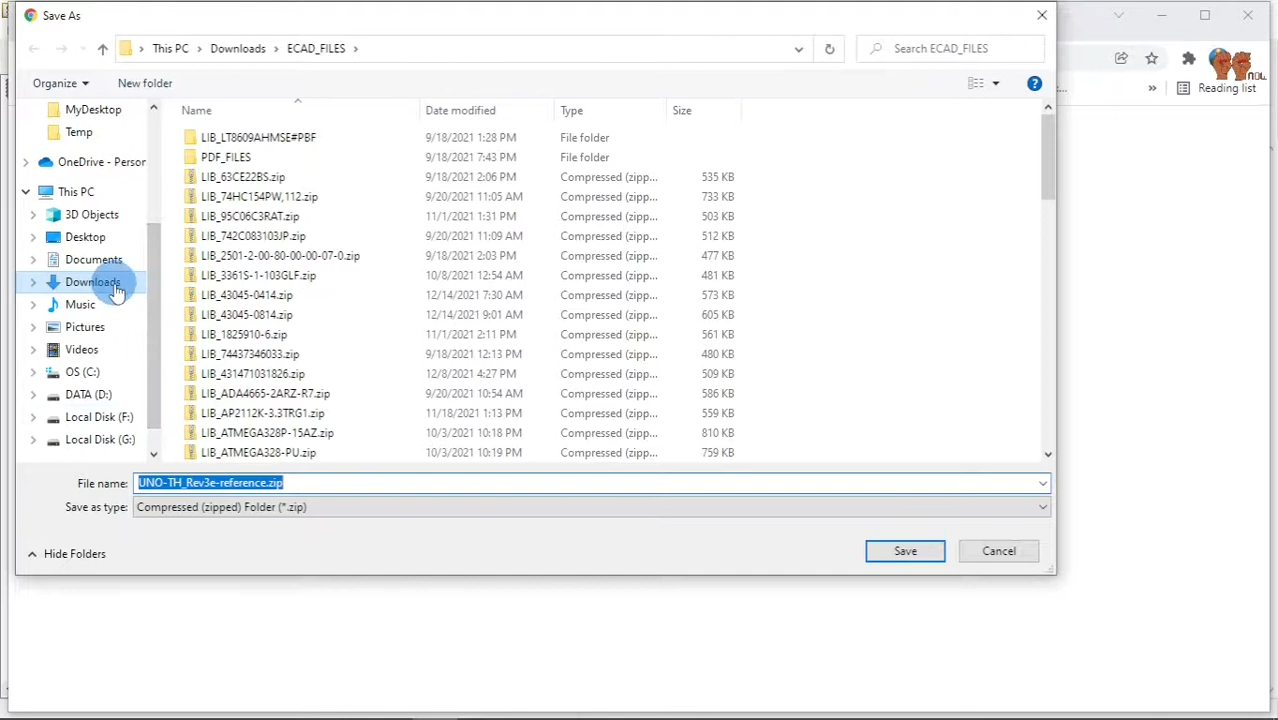 Save As
This PC > Downloads > ECAD_FILES >
Search ECAD_FILES
Organize
New folder
Reading list
MyDesktop
Temp
OneDrive - Person
This PC
3D Objects
Desktop
Documents
Downloads
Music
Pictures
Videos
OS (C:)
DATA (D:)
Local Disk (F:)
Local Disk (G:)
Name Date modified Type Size
LIB_LT8609AHMSE#PBF 9/18/2021 1:28 PM File folder
PDF_FILES 9/18/2021 7:43 PM File folder
LIB_63CE22BS.zip 9/18/2021 2:06 PM Compressed (zipp... 535 KB
LIB_74HC154PW,112.zip 9/20/2021 11:05 AM Compressed (zipp... 733 KB
LIB_95C06C3RAT.zip 11/1/2021 1:31 PM Compressed (zipp... 503 KB
LIB_742C083103JP.zip 9/20/2021 11:09 AM Compressed (zipp... 512 KB
LIB_2501-2-00-80-00-00-07-0.zip 9/18/2021 2:03 PM Compressed (zipp... 477 KB
LIB_3361S-1-103GLF.zip 10/8/2021 12:54 AM Compressed (zipp... 481 KB
LIB_43045-0414.zip 12/14/2021 7:30 AM Compressed (zipp... 573 KB
LIB_43045-0814.zip 12/14/2021 9:01 AM Compressed (zipp... 605 KB
LIB_1825910-6.zip 11/1/2021 2:11 PM Compressed (zipp... 561 KB
LIB_74437346033.zip 9/18/2021 12:13 PM Compressed (zipp... 480 KB
LIB_431471031826.zip 12/8/2021 4:27 PM Compressed (zipp... 509 KB
LIB_ADA4665-2ARZ-R7.zip 9/20/2021 10:54 AM Compressed (zipp... 586 KB
LIB_AP2112K-3.3TRG1.zip 11/18/2021 1:13 PM Compressed (zipp... 559 KB
LIB_ATMEGA328P-15AZ.zip 10/3/2021 10:18 PM Compressed (zipp... 810 KB
LIB_ATMEGA328-PU.zip 10/3/2021 10:19 PM Compressed (zipp... 759 KB
File name: UNO-TH_Rev3e-reference.zip
Save as type: Compressed (zipped) Folder (*.zip)
Hide Folders
Save
Cancel